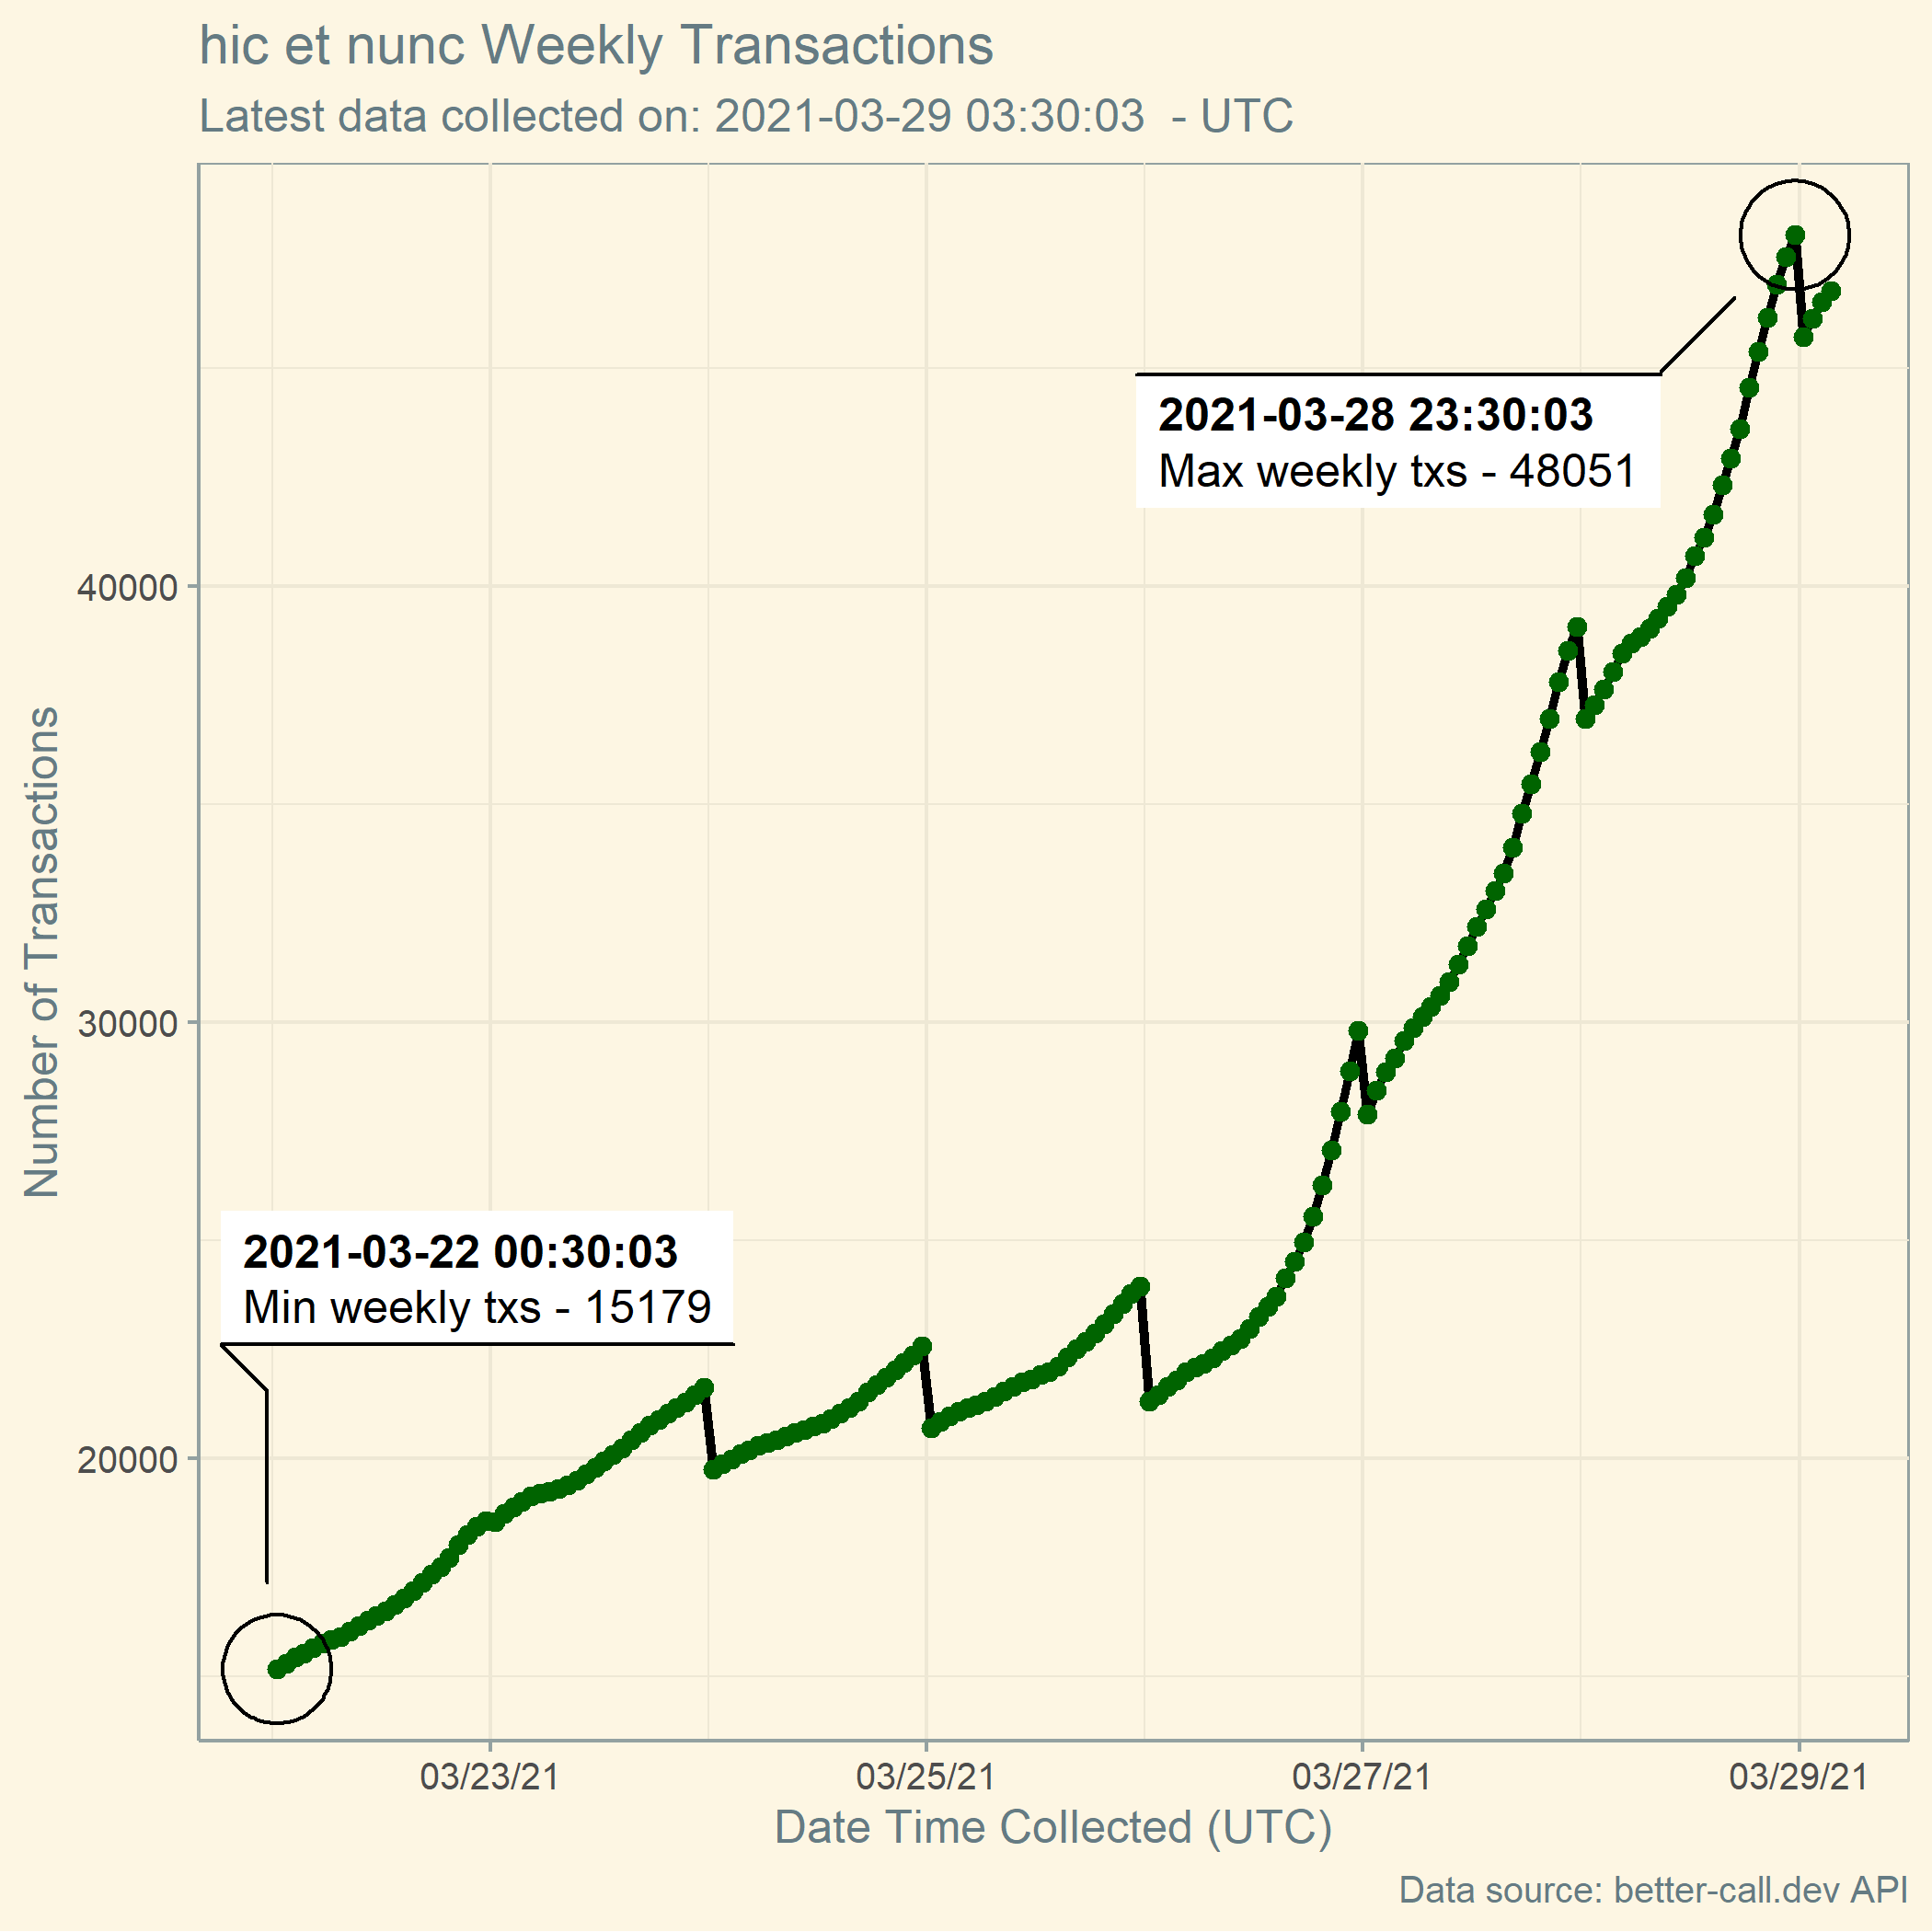 hic et nunc Weekly Transactions
Latest data collected on: 2021-03-29 03:30:03  - UTC
Number of Transactions
40000
30000
20000
2021-03-28 23:30:03
Max weekly txs - 48051
2021-03-22 00:30:03
Min weekly txs - 15179
03/23/21
03/25/21
03/27/21
03/29/21
Date Time Collected (UTC)
Data source: better-call.dev API